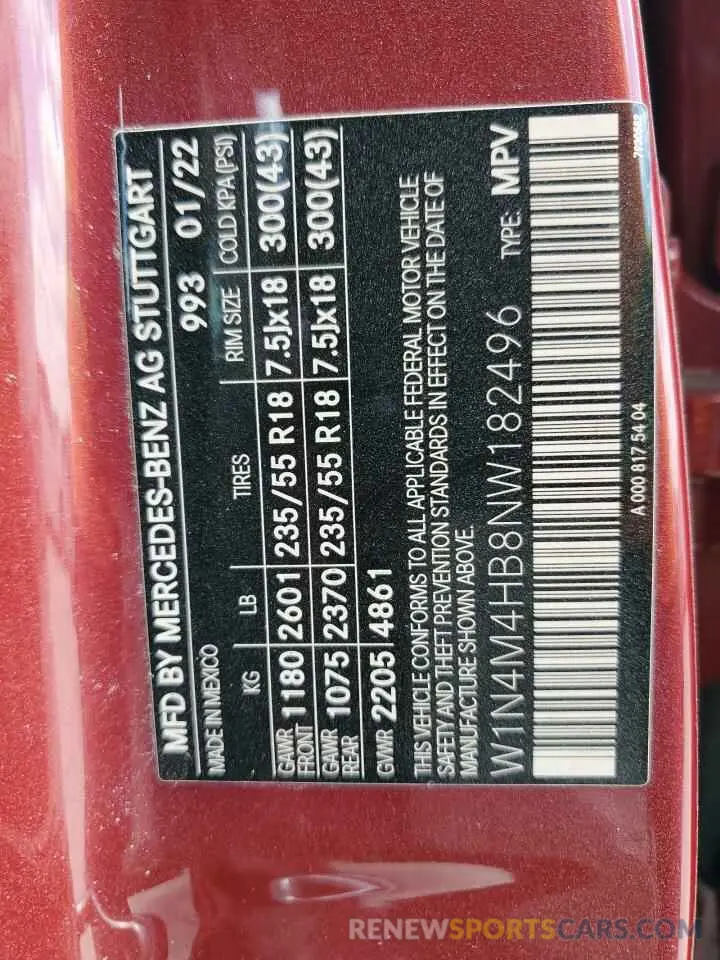 MFD BY MERCEDES-BENZ AG STUTTGART
MADE IN MEXICO 993 01/22
KG LB TIRES RIM SIZE COLD KPA (PSI)
GAWR FRONT 1180 2601 235/55 R18 7.5Jx18 300(43)
GAWR REAR 1075 2370 235/55 R18 7.5Jx18 300(43)
GVWR 2205 4861
THIS VEHICLE CONFORMS TO ALL APPLICABLE FEDERAL MOTOR VEHICLE
SAFETY AND THEFT PREVENTION STANDARDS IN EFFECT ON THE DATE OF
MANUFACTURE SHOWN ABOVE.
W1N4M4HB8NW182496 TYPE: MPV
A 000 817 54 04
RENEWSPORTSCARS.COM